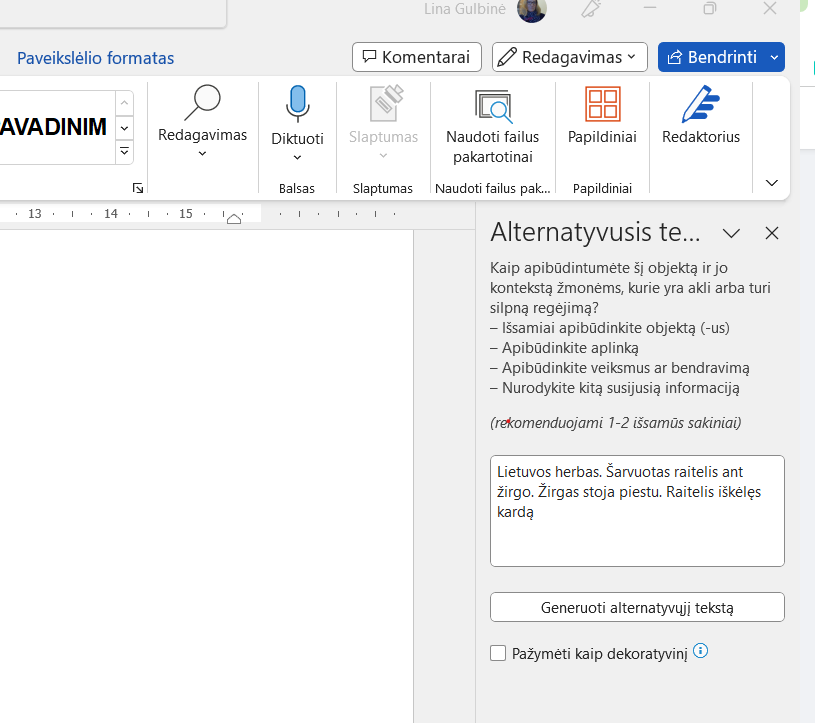 Lina Gulbinė
Paveikslėlio formatas
Komentarai
Redagavimas
Bendrinti
AVADINIM
Redagavimas
Diktuoti
Balsas
Slaptumas
Slaptumas
Naudoti failus
pakartotinai
Naudoti failus pak...
Papildiniai
Papildiniai
Redaktorius
13 14 15
Alternatyvusis te...
Kaip apibūdintumėte šį objektą ir jo
kontekstą žmonėms, kurie yra akli arba turi
silpną regėjimą?
– Išsamiai apibūdinkite objektą (-us)
– Apibūdinkite aplinką
– Apibūdinkite veiksmus ar bendravimą
– Nurodykite kitą susijusią informaciją
(rekomenduojami 1-2 išsamūs sakiniai)
Lietuvos herbas. Šarvuotas raitelis ant
žirgo. Žirgas stoja piestu. Raitelis iškėlęs
kardą
Generuoti alternatyvųjį tekstą
Pažymėti kaip dekoratyvinį